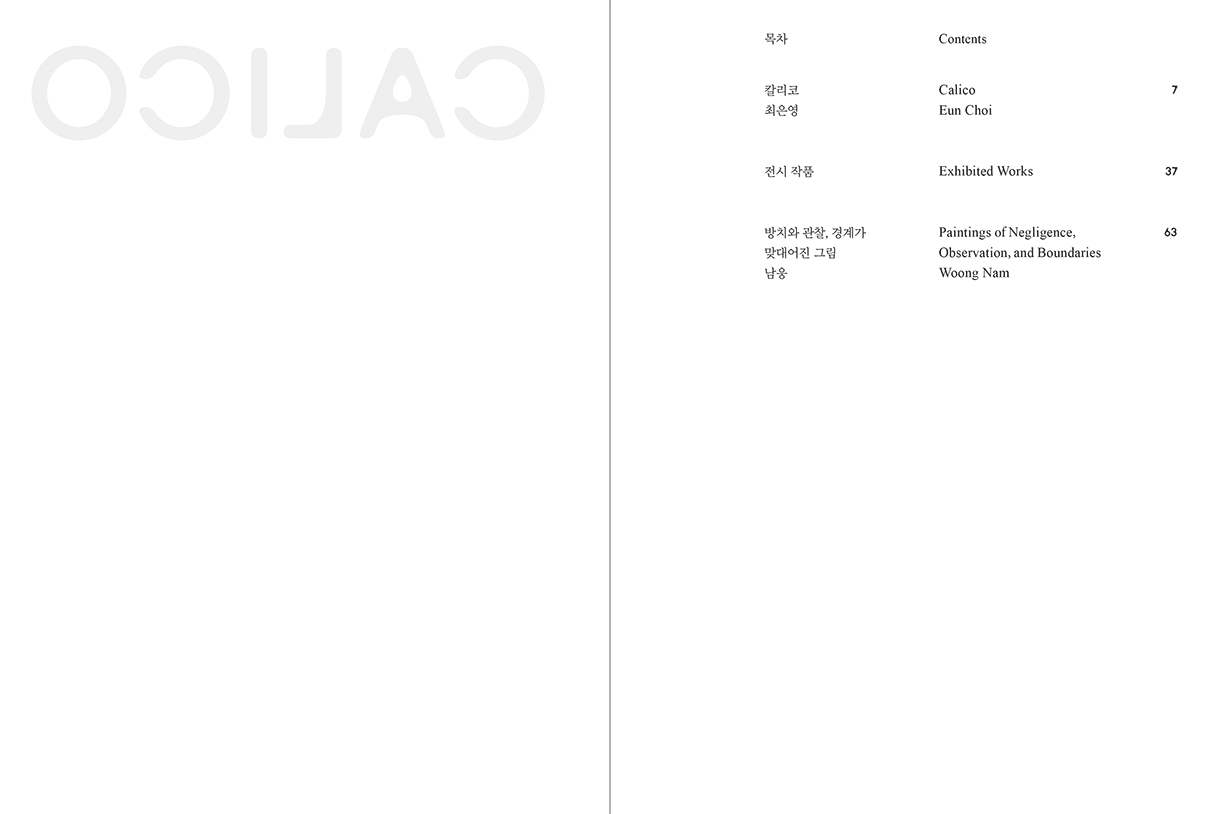 CALICO
목차 Contents
칼리코 Calico 7
최은영 Eun Choi
전시 작품 Exhibited Works 37
방치와 관찰, 경계가 Paintings of Negligence, 63
맞대어진 그림 Observation, and Boundaries
남웅 Woong Nam